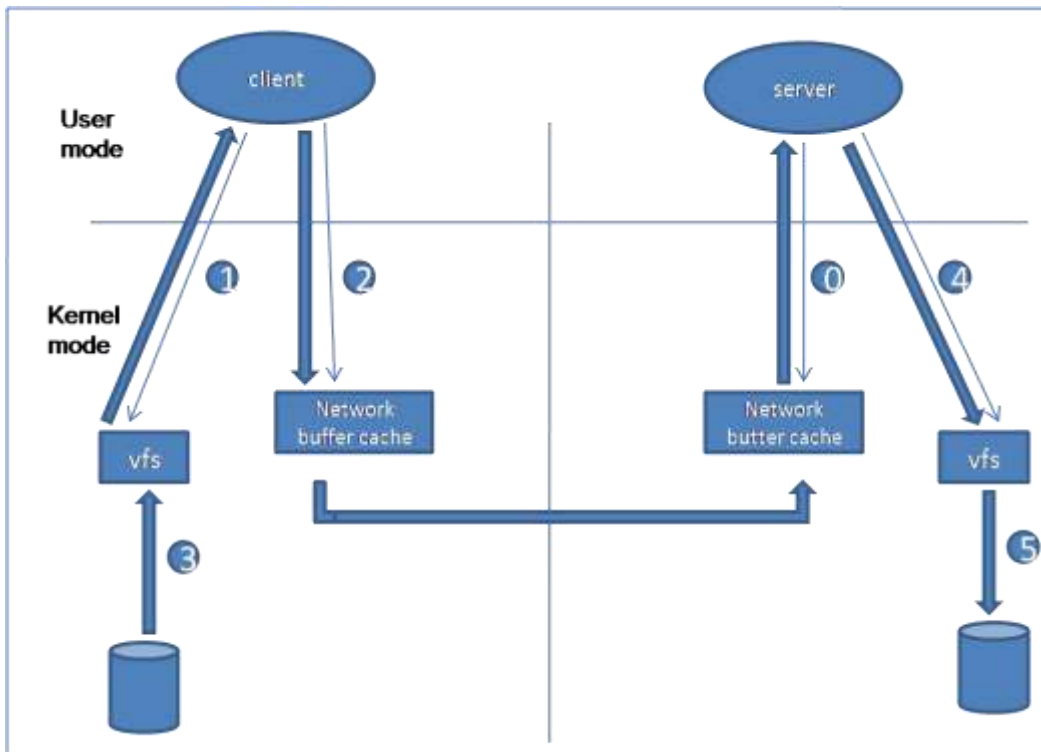 client
server
User
mode
1
2
0
4
Kernel
mode
Network
buffer cache
Network
butter cache
vfs
vfs
3
5